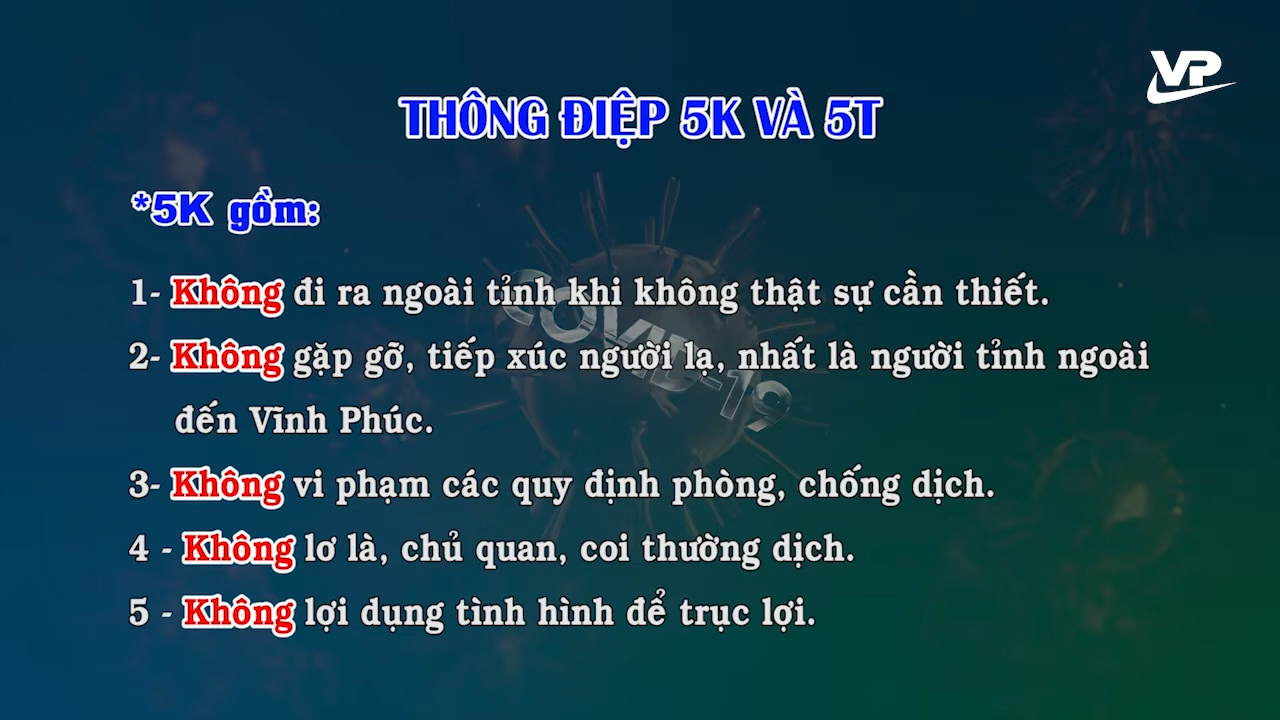 VP
THÔNG ĐIỆP 5K VÀ 5T
*5K gồm:
1- Không đi ra ngoài tỉnh khi không thật sự cần thiết.
2- Không gặp gỡ, tiếp xúc người lạ, nhất là người tỉnh ngoài
đến Vĩnh Phúc.
3- Không vi phạm các quy định phòng, chống dịch.
4 - Không lơ là, chủ quan, coi thường dịch.
5 - Không lợi dụng tình hình để trục lợi.
COVID-19